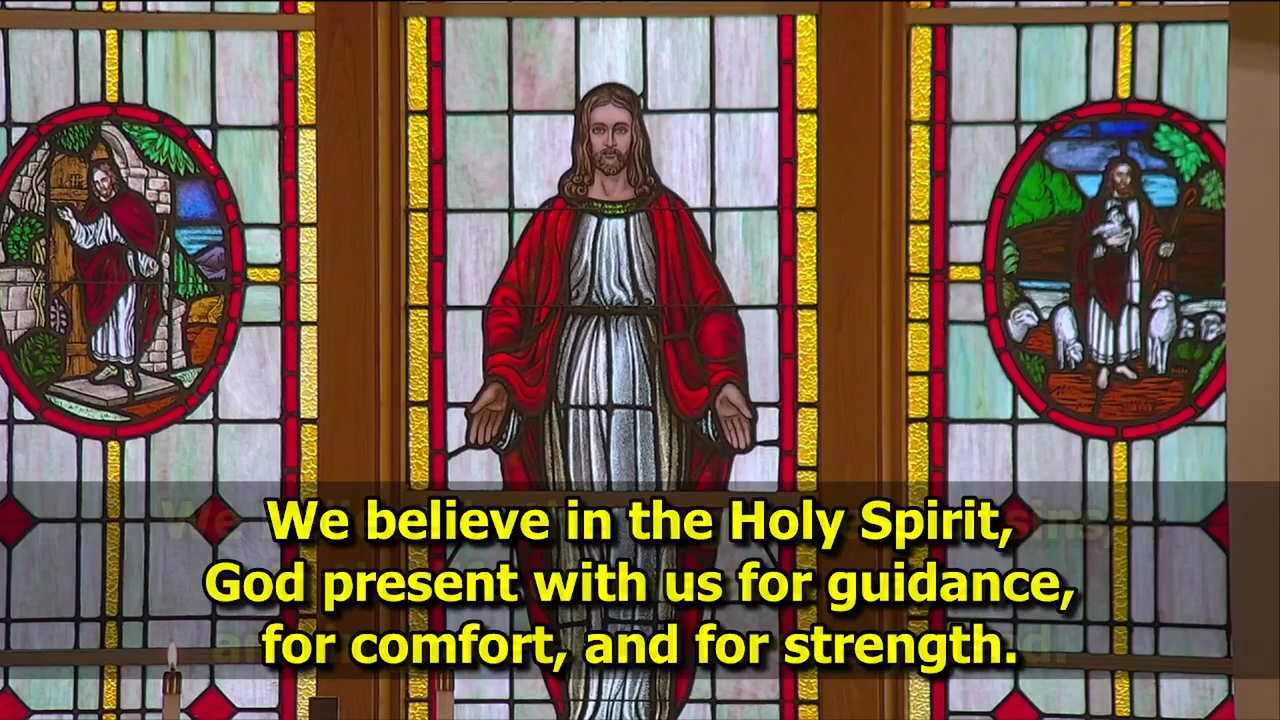 We believe in the Holy Spirit,
God present with us for guidance,
for comfort, and for strength.